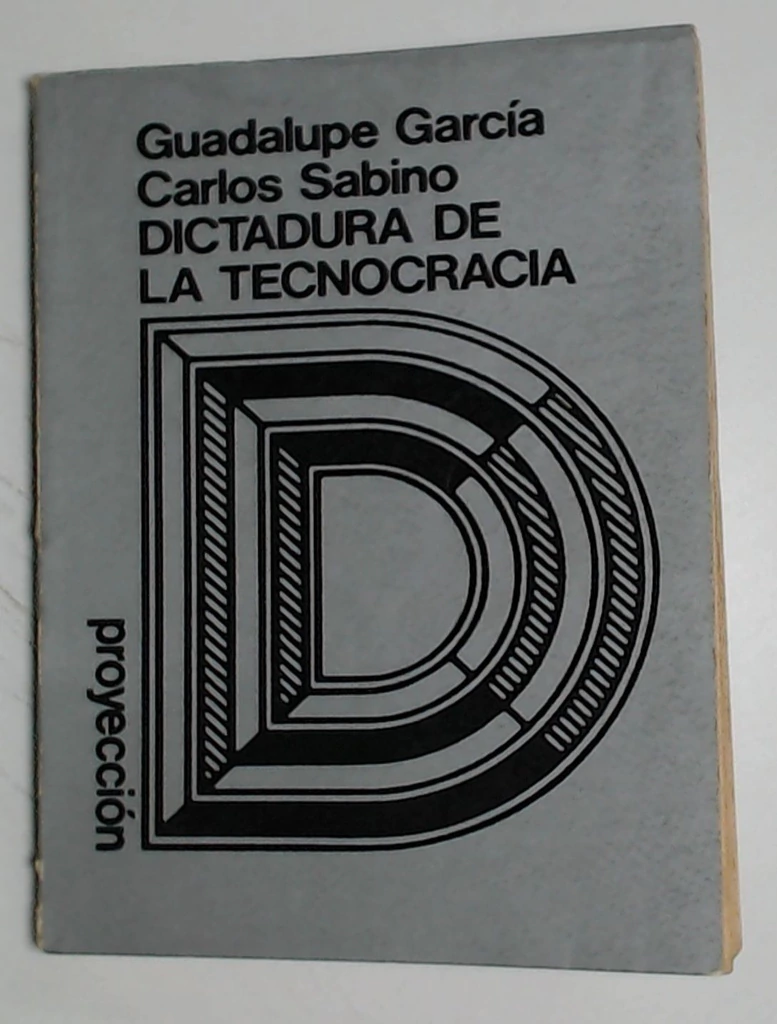 Guadalupe García
Carlos Sabino
DICTADURA DE
LA TECNOCRACIA
D
proyección